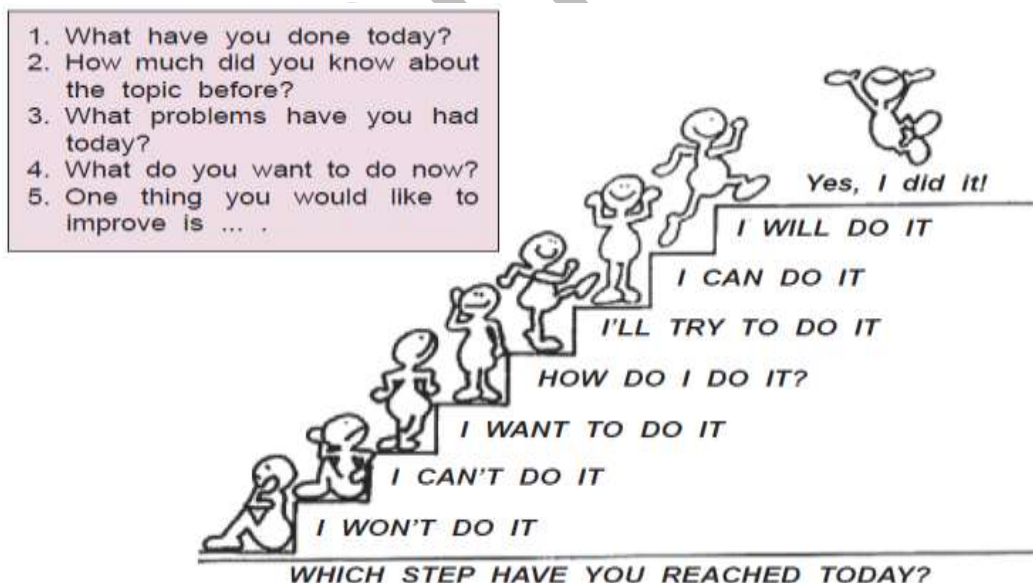 1. What have you done today?
2. How much did you know about
the topic before?
3. What problems have you had
today?
4. What do you want to do now?
5. One thing you would like to
improve is ... .
Yes, I did it!
I WILL DO IT
I CAN DO IT
I'LL TRY TO DO IT
HOW DO I DO IT?
I WANT TO DO IT
I CAN'T DO IT
I WON'T DO IT
WHICH STEP HAVE YOU REACHED TODAY?